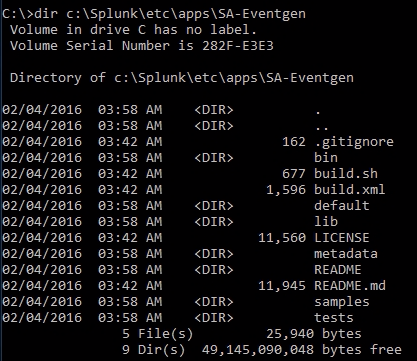 C:\>dir c:\Splunk\etc\apps\SA-Eventgen
Volume in drive C has no label.
Volume Serial Number is 282F-E3E3
Directory of c:\Splunk\etc\apps\SA-Eventgen
02/04/2016 03:58 AM <DIR> .
02/04/2016 03:58 AM <DIR> ..
02/04/2016 03:42 AM 162 .gitignore
02/04/2016 03:58 AM <DIR> bin
02/04/2016 03:42 AM 677 build.sh
02/04/2016 03:42 AM 1,596 build.xml
02/04/2016 03:58 AM <DIR> default
02/04/2016 03:58 AM <DIR> lib
02/04/2016 03:42 AM 11,560 LICENSE
02/04/2016 03:58 AM <DIR> metadata
02/04/2016 03:58 AM <DIR> README
02/04/2016 03:42 AM 11,945 README.md
02/04/2016 03:58 AM <DIR> samples
02/04/2016 03:58 AM <DIR> tests
5 File(s) 25,940 bytes
9 Dir(s) 49,145,090,048 bytes free